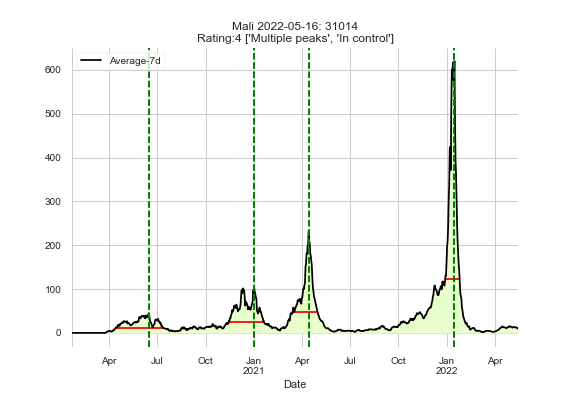 Mali 2022-05-16: 31014
Rating:4 ['Multiple peaks', 'In control']
Average-7d
600
500
400
300
200
100
0
Apr Jul Oct Jan Apr Jul Oct Jan Apr
2021 2022
Date